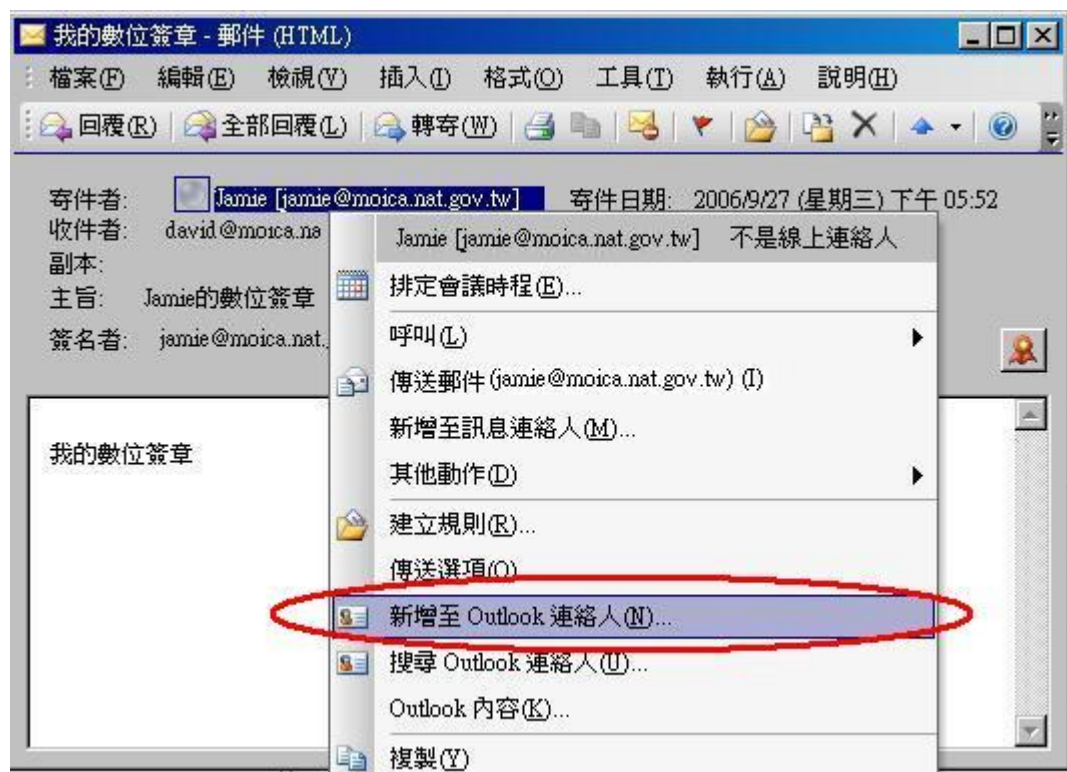 我的數位簽章 - 郵件 (HTML)
檔案(F) 編輯(E) 檢視(V) 插入(I) 格式(O) 工具(T) 執行(A) 說明(H)
回覆(R) 全部回覆(L) 轉寄(W)
寄件者: Jamie [jamie@moica.nat.gov.tw] 寄件日期: 2006/9/27 (星期三) 下午 05:52
收件者: david@moica.na
副本:
主旨: Jamie的數位簽章
簽名者: jamie@moica.nat.
我的數位簽章
Jamie [jamie@moica.nat.gov.tw] 不是線上連絡人
排定會議時程(E)...
呼叫(L)
傳送郵件 (jamie@moica.nat.gov.tw) (I)
新增至訊息連絡人(M)...
其他動作(D)
建立規則(R)...
傳送選項(O)
新增至 Outlook 連絡人(N)...
搜尋 Outlook 連絡人(U)...
Outlook 內容(K)...
複製(Y)